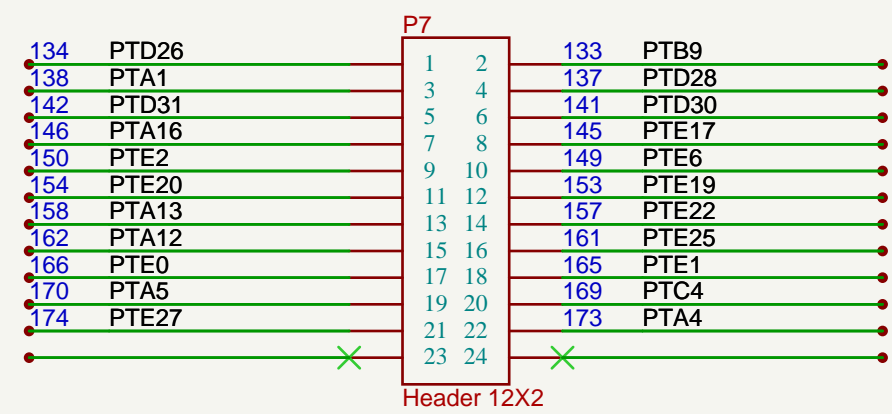 P7
134 PTD26 1 2 133 PTB9
138 PTA1 3 4 137 PTD28
142 PTD31 5 6 141 PTD30
146 PTA16 7 8 145 PTE17
150 PTE2 9 10 149 PTE6
154 PTE20 11 12 153 PTE19
158 PTA13 13 14 157 PTE22
162 PTA12 15 16 161 PTE25
166 PTE0 17 18 165 PTE1
170 PTA5 19 20 169 PTC4
174 PTE27 21 22 173 PTA4
23 24
Header 12X2